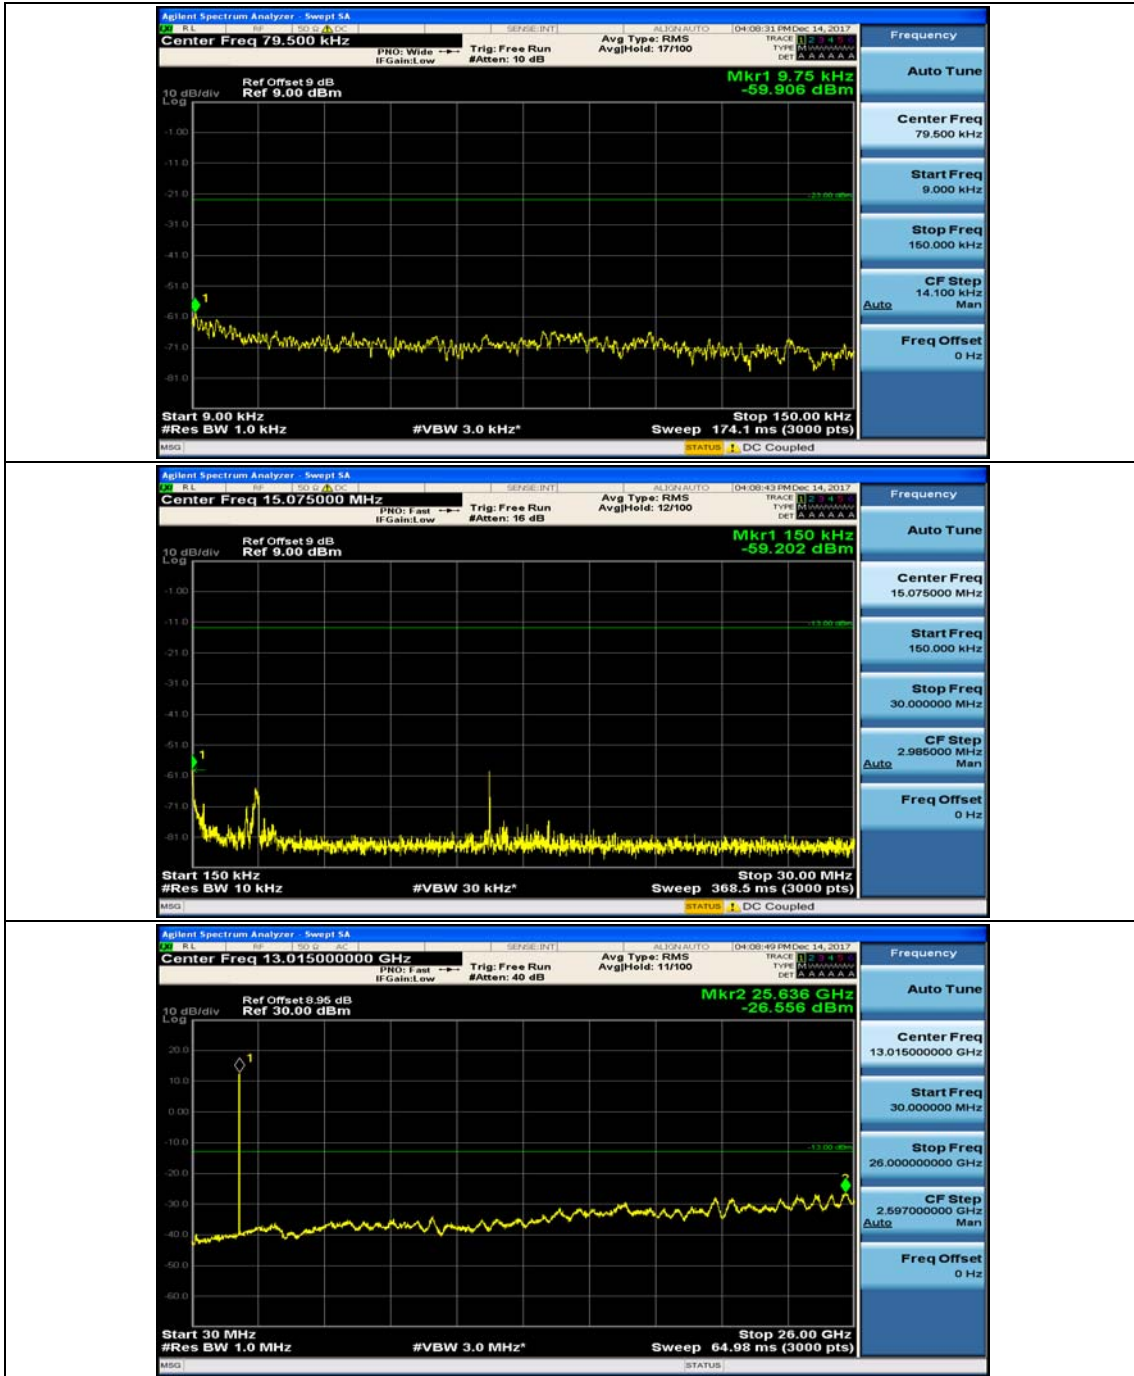 Agilent Spectrum Analyzer - Swept SA
RL RF 50 Ω DC SENSE:INT ALIGN AUTO 04:08:31 PM Dec 14, 2017
Center Freq 79.500 kHz
PNO: Wide
IFGain:Low
Trig: Free Run
#Atten: 10 dB
Avg Type: RMS
Avg|Hold: 17/100
TRACE 1 2 3 4 5 6
TYPE M
DET A A A A A A
Ref Offset 9 dB
10 dB/div Ref 9.00 dBm
Log
Mkr1 9.75 kHz
-59.906 dBm
-1.00
-11.0
-21.0
-21.00 dBm
-31.0
-41.0
-51.0
1
-61.0
-71.0
-81.0
Start 9.00 kHz Stop 150.00 kHz
#Res BW 1.0 kHz #VBW 3.0 kHz* Sweep 174.1 ms (3000 pts)
MSG STATUS DC Coupled
Frequency
Auto Tune
Center Freq
79.500 kHz
Start Freq
9.000 kHz
Stop Freq
150.000 kHz
CF Step
14.100 kHz
Auto Man
Freq Offset
0 Hz
Agilent Spectrum Analyzer - Swept SA
RL RF 50 Ω DC SENSE:INT ALIGN AUTO 04:08:43 PM Dec 14, 2017
Center Freq 15.075000 MHz
PNO: Fast
IFGain:Low
Trig: Free Run
#Atten: 16 dB
Avg Type: RMS
Avg|Hold: 12/100
TRACE 1 2 3 4 5 6
TYPE M
DET A A A A A A
Ref Offset 9 dB
10 dB/div Ref 9.00 dBm
Log
Mkr1 150 kHz
-59.202 dBm
-1.00
-11.0
-13.00 dBm
-21.0
-31.0
-41.0
-51.0
1
-61.0
-71.0
-81.0
Start 150 kHz Stop 30.00 MHz
#Res BW 10 kHz #VBW 30 kHz* Sweep 368.5 ms (3000 pts)
MSG STATUS DC Coupled
Frequency
Auto Tune
Center Freq
15.075000 MHz
Start Freq
150.000 kHz
Stop Freq
30.000000 MHz
CF Step
2.985000 MHz
Auto Man
Freq Offset
0 Hz
Agilent Spectrum Analyzer - Swept SA
RL RF 50 Ω AC SENSE:INT ALIGN AUTO 04:08:49 PM Dec 14, 2017
Center Freq 13.015000000 GHz
PNO: Fast
IFGain:Low
Trig: Free Run
#Atten: 40 dB
Avg Type: RMS
Avg|Hold: 11/100
TRACE 1 2 3 4 5 6
TYPE M
DET A A A A A A
Ref Offset 8.95 dB
10 dB/div Ref 30.00 dBm
Log
Mkr2 25.636 GHz
-26.556 dBm
20.0
1
10.0
0.00
-10.0
-13.00 dBm
-20.0
2
-30.0
-40.0
-50.0
-60.0
Start 30 MHz Stop 26.00 GHz
#Res BW 1.0 MHz #VBW 3.0 MHz* Sweep 64.98 ms (3000 pts)
MSG STATUS
Frequency
Auto Tune
Center Freq
13.015000000 GHz
Start Freq
30.000000 MHz
Stop Freq
26.000000000 GHz
CF Step
2.597000000 GHz
Auto Man
Freq Offset
0 Hz